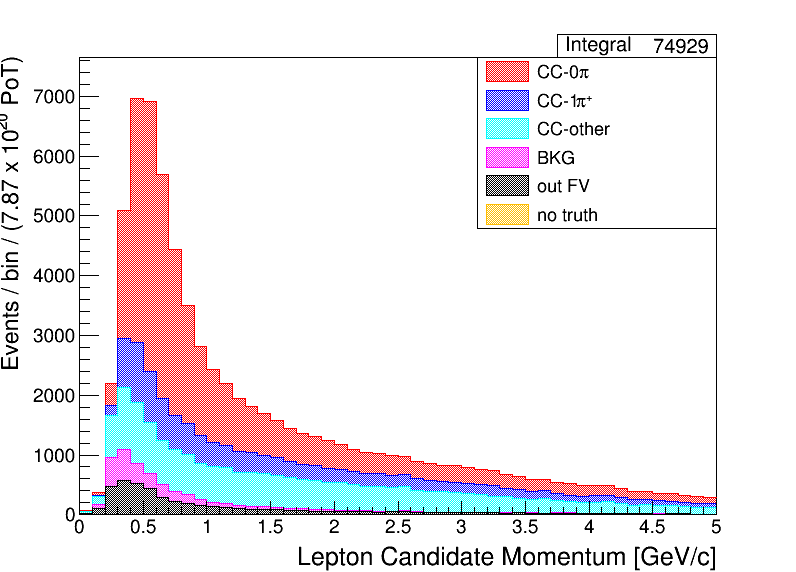 Integral 74929
CC-0π
CC-1π⁺
CC-other
BKG
out FV
no truth
Events / bin / (7.87 x 10²⁰ PoT)
7000
6000
5000
4000
3000
2000
1000
0
0 0.5 1 1.5 2 2.5 3 3.5 4 4.5 5
Lepton Candidate Momentum [GeV/c]